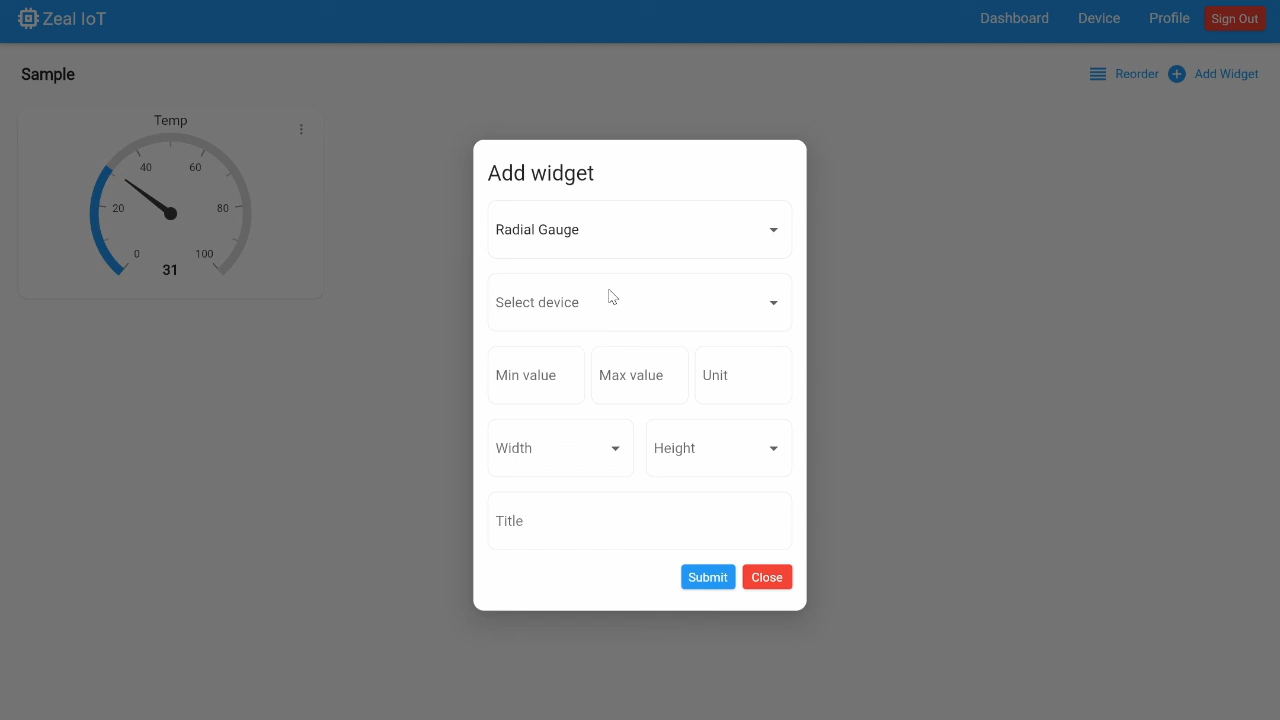 Zeal IoT
Dashboard Device Profile Sign Out
Sample
Reorder Add Widget
Temp
40 60
20 80
0 100
31
Add widget
Radial Gauge
Select device
Min value Max value Unit
Width Height
Title
Submit Close